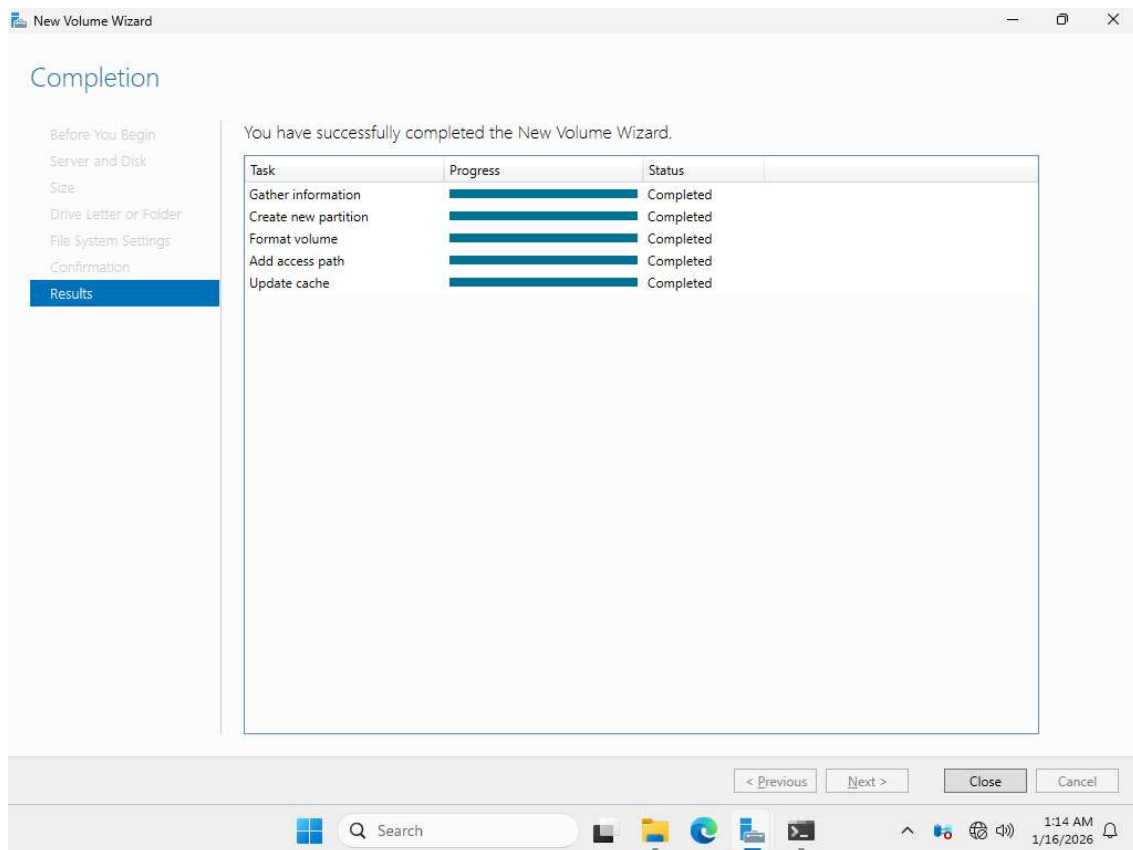 New Volume Wizard
Completion
Before You Begin
Server and Disk
Size
Drive Letter or Folder
File System Settings
Confirmation
Results
You have successfully completed the New Volume Wizard.
Task Progress Status
Gather information Completed
Create new partition Completed
Format volume Completed
Add access path Completed
Update cache Completed
< Previous Next > Close Cancel
Search
1:14 AM
1/16/2026